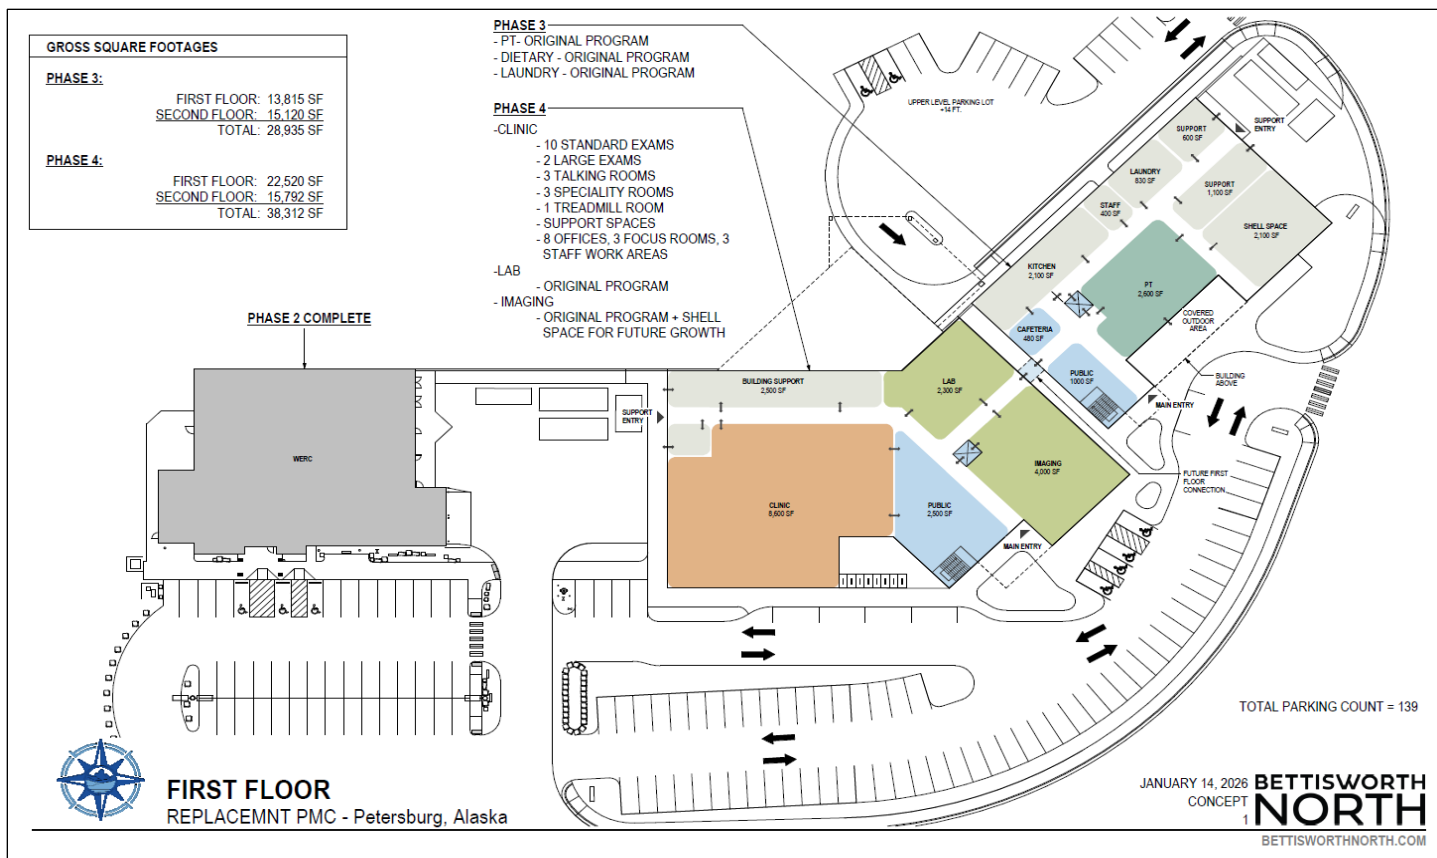 GROSS SQUARE FOOTAGES
PHASE 3:
FIRST FLOOR: 13,815 SF
SECOND FLOOR: 15,120 SF
TOTAL: 28,935 SF
PHASE 4:
FIRST FLOOR: 22,520 SF
SECOND FLOOR: 15,792 SF
TOTAL: 38,312 SF
PHASE 3
- PT- ORIGINAL PROGRAM
- DIETARY - ORIGINAL PROGRAM
- LAUNDRY - ORIGINAL PROGRAM
PHASE 4
-CLINIC
- 10 STANDARD EXAMS
- 2 LARGE EXAMS
- 3 TALKING ROOMS
- 3 SPECIALITY ROOMS
- 1 TREADMILL ROOM
- SUPPORT SPACES
- 8 OFFICES, 3 FOCUS ROOMS, 3
STAFF WORK AREAS
-LAB
- ORIGINAL PROGRAM
- IMAGING
- ORIGINAL PROGRAM + SHELL
SPACE FOR FUTURE GROWTH
PHASE 2 COMPLETE
WERC
UPPER LEVEL PARKING LOT
+14 FT.
SUPPORT
600 SF
SUPPORT
ENTRY
LAUNDRY
830 SF
SUPPORT
1,100 SF
STAFF
400 SF
SHELL SPACE
2,100 SF
KITCHEN
2,100 SF
PT
2,600 SF
COVERED
OUTDOOR
AREA
CAFETERIA
480 SF
PUBLIC
1000 SF
BUILDING
ABOVE
MAIN ENTRY
BUILDING SUPPORT
2,500 SF
LAB
2,300 SF
SUPPORT
ENTRY
IMAGING
4,000 SF
FUTURE FIRST
FLOOR
CONNECTION
CLINIC
8,600 SF
PUBLIC
2,500 SF
MAIN ENTRY
TOTAL PARKING COUNT = 139
FIRST FLOOR
REPLACEMNT PMC - Petersburg, Alaska
JANUARY 14, 2026
CONCEPT
1
BETTISWORTH
NORTH
BETTISWORTHNORTH.COM